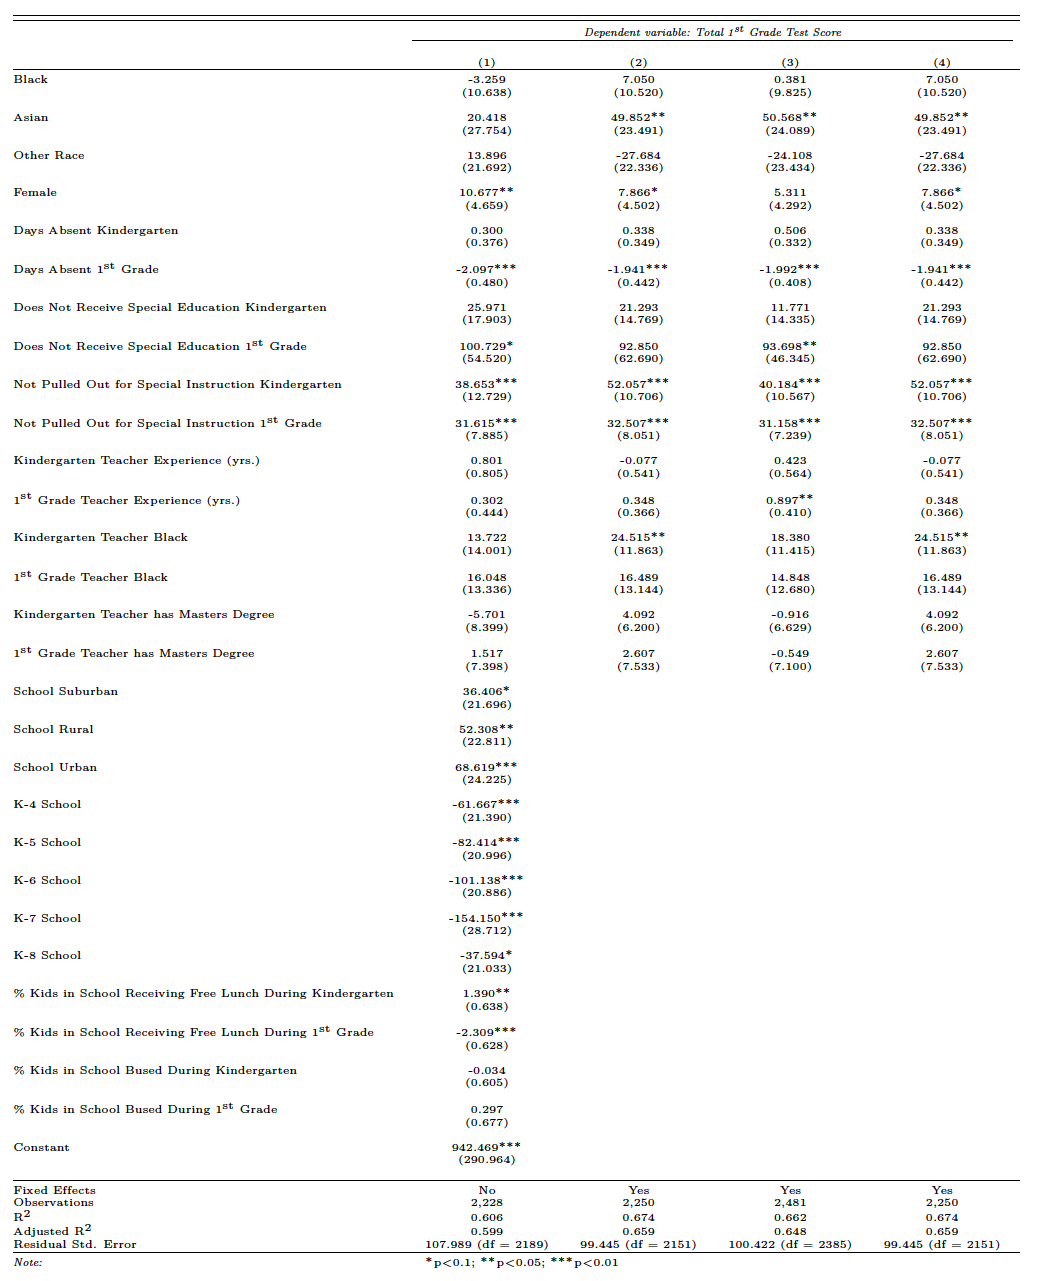 Dependent variable: Total 1st Grade Test Score
(1) (2) (3) (4)
Black -3.259 7.050 0.381 7.050
(10.638) (10.520) (9.825) (10.520)
Asian 20.418 49.852** 50.568** 49.852**
(27.754) (23.491) (24.089) (23.491)
Other Race 13.896 -27.684 -24.108 -27.684
(21.692) (22.336) (23.434) (22.336)
Female 10.677** 7.866* 5.311 7.866*
(4.659) (4.502) (4.292) (4.502)
Days Absent Kindergarten 0.300 0.338 0.506 0.338
(0.376) (0.349) (0.332) (0.349)
Days Absent 1st Grade -2.097*** -1.941*** -1.992*** -1.941***
(0.480) (0.442) (0.408) (0.442)
Does Not Receive Special Education Kindergarten 25.971 21.293 11.771 21.293
(17.903) (14.769) (14.335) (14.769)
Does Not Receive Special Education 1st Grade 100.729* 92.850 93.698** 92.850
(54.520) (62.690) (46.345) (62.690)
Not Pulled Out for Special Instruction Kindergarten 38.653*** 52.057*** 40.184*** 52.057***
(12.729) (10.706) (10.567) (10.706)
Not Pulled Out for Special Instruction 1st Grade 31.615*** 32.507*** 31.158*** 32.507***
(7.885) (8.051) (7.239) (8.051)
Kindergarten Teacher Experience (yrs.) 0.801 -0.077 0.423 -0.077
(0.805) (0.541) (0.564) (0.541)
1st Grade Teacher Experience (yrs.) 0.302 0.348 0.897** 0.348
(0.444) (0.366) (0.410) (0.366)
Kindergarten Teacher Black 13.722 24.515** 18.380 24.515**
(14.001) (11.863) (11.415) (11.863)
1st Grade Teacher Black 16.048 16.489 14.848 16.489
(13.336) (13.144) (12.680) (13.144)
Kindergarten Teacher has Masters Degree -5.701 4.092 -0.916 4.092
(8.399) (6.200) (6.629) (6.200)
1st Grade Teacher has Masters Degree 1.517 2.607 -0.549 2.607
(7.398) (7.533) (7.100) (7.533)
School Suburban 36.406*
(21.696)
School Rural 52.308**
(22.811)
School Urban 68.619***
(24.225)
K-4 School -61.667***
(21.390)
K-5 School -82.414***
(20.996)
K-6 School -101.138***
(20.886)
K-7 School -154.150***
(28.712)
K-8 School -37.594*
(21.033)
% Kids in School Receiving Free Lunch During Kindergarten 1.390**
(0.638)
% Kids in School Receiving Free Lunch During 1st Grade -2.309***
(0.628)
% Kids in School Bused During Kindergarten -0.034
(0.605)
% Kids in School Bused During 1st Grade 0.297
(0.677)
Constant 942.469***
(290.964)
Fixed Effects No Yes Yes Yes
Observations 2,228 2,250 2,481 2,250
R2 0.606 0.674 0.662 0.674
Adjusted R2 0.599 0.659 0.648 0.659
Residual Std. Error 107.989 (df = 2189) 99.445 (df = 2151) 100.422 (df = 2385) 99.445 (df = 2151)
Note: *p<0.1; **p<0.05; ***p<0.01